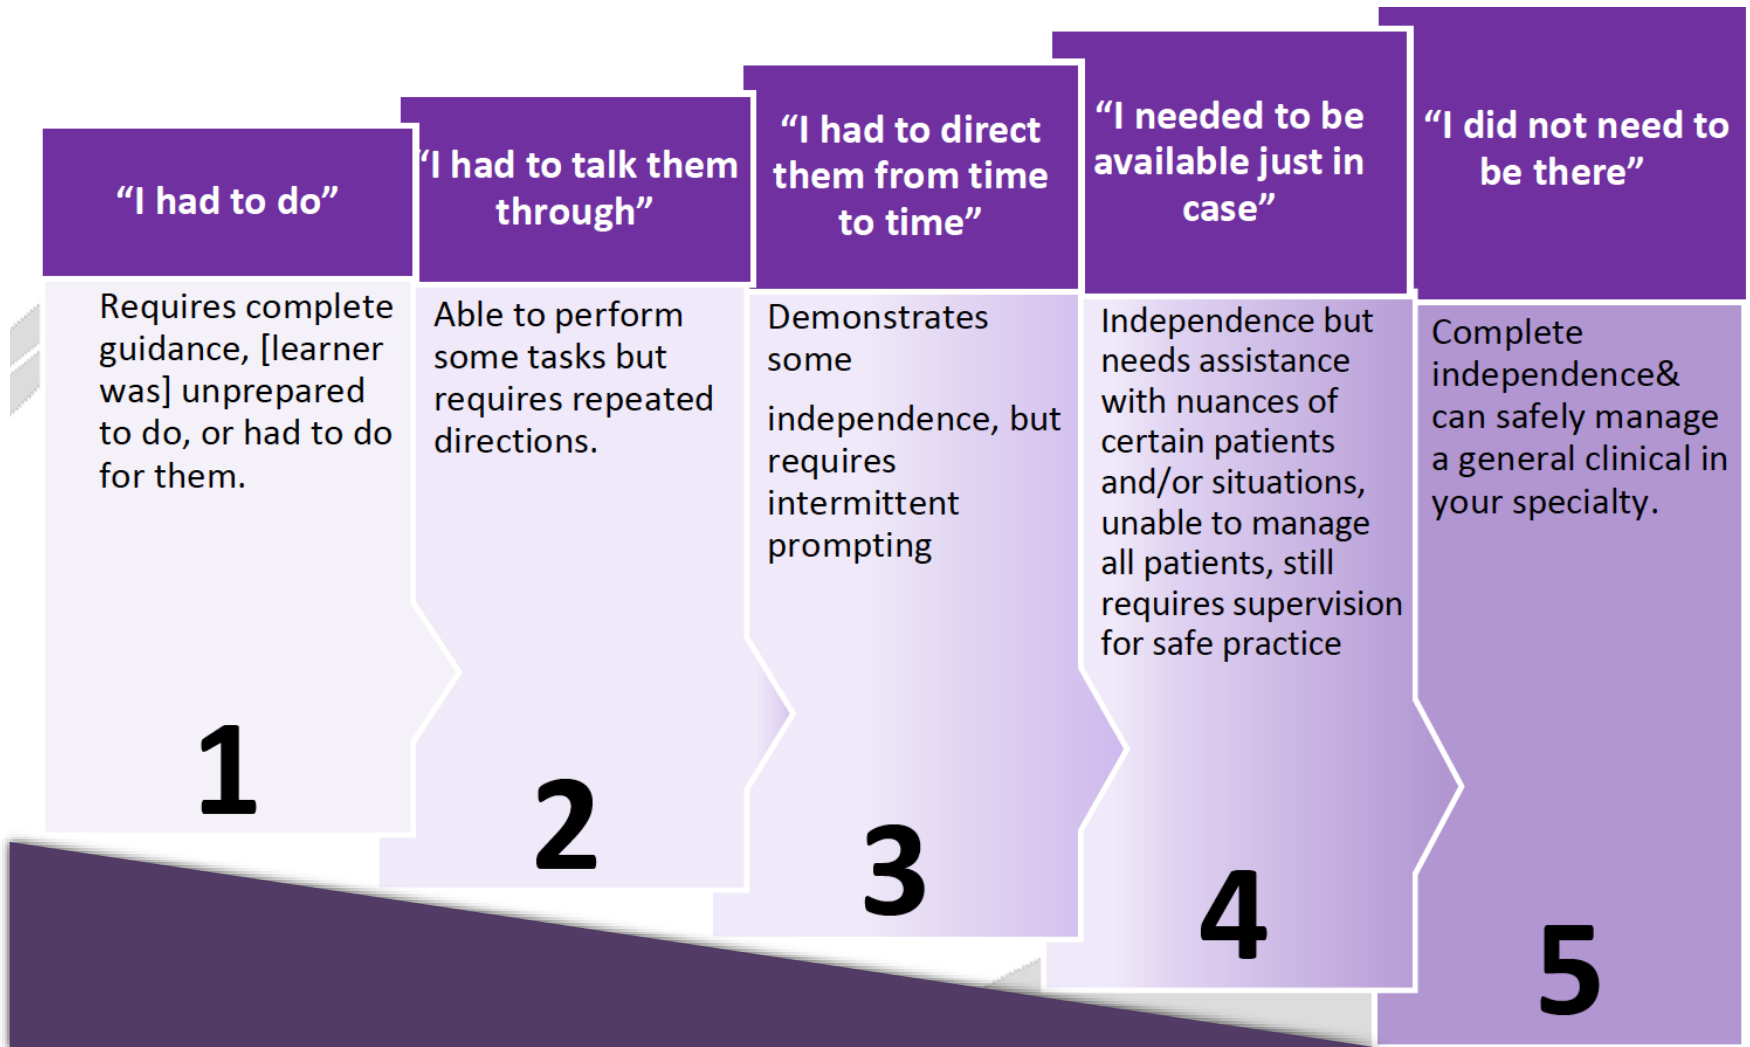 “I had to do”
Requires complete
guidance, [learner
was] unprepared
to do, or had to do
for them.
1
“I had to talk them
through”
Able to perform
some tasks but
requires repeated
directions.
2
“I had to direct
them from time
to time”
Demonstrates
some
independence, but
requires
intermittent
prompting
3
“I needed to be
available just in
case”
Independence but
needs assistance
with nuances of
certain patients
and/or situations,
unable to manage
all patients, still
requires supervision
for safe practice
4
“I did not need to
be there”
Complete
independence&
can safely manage
a general clinical in
your specialty.
5